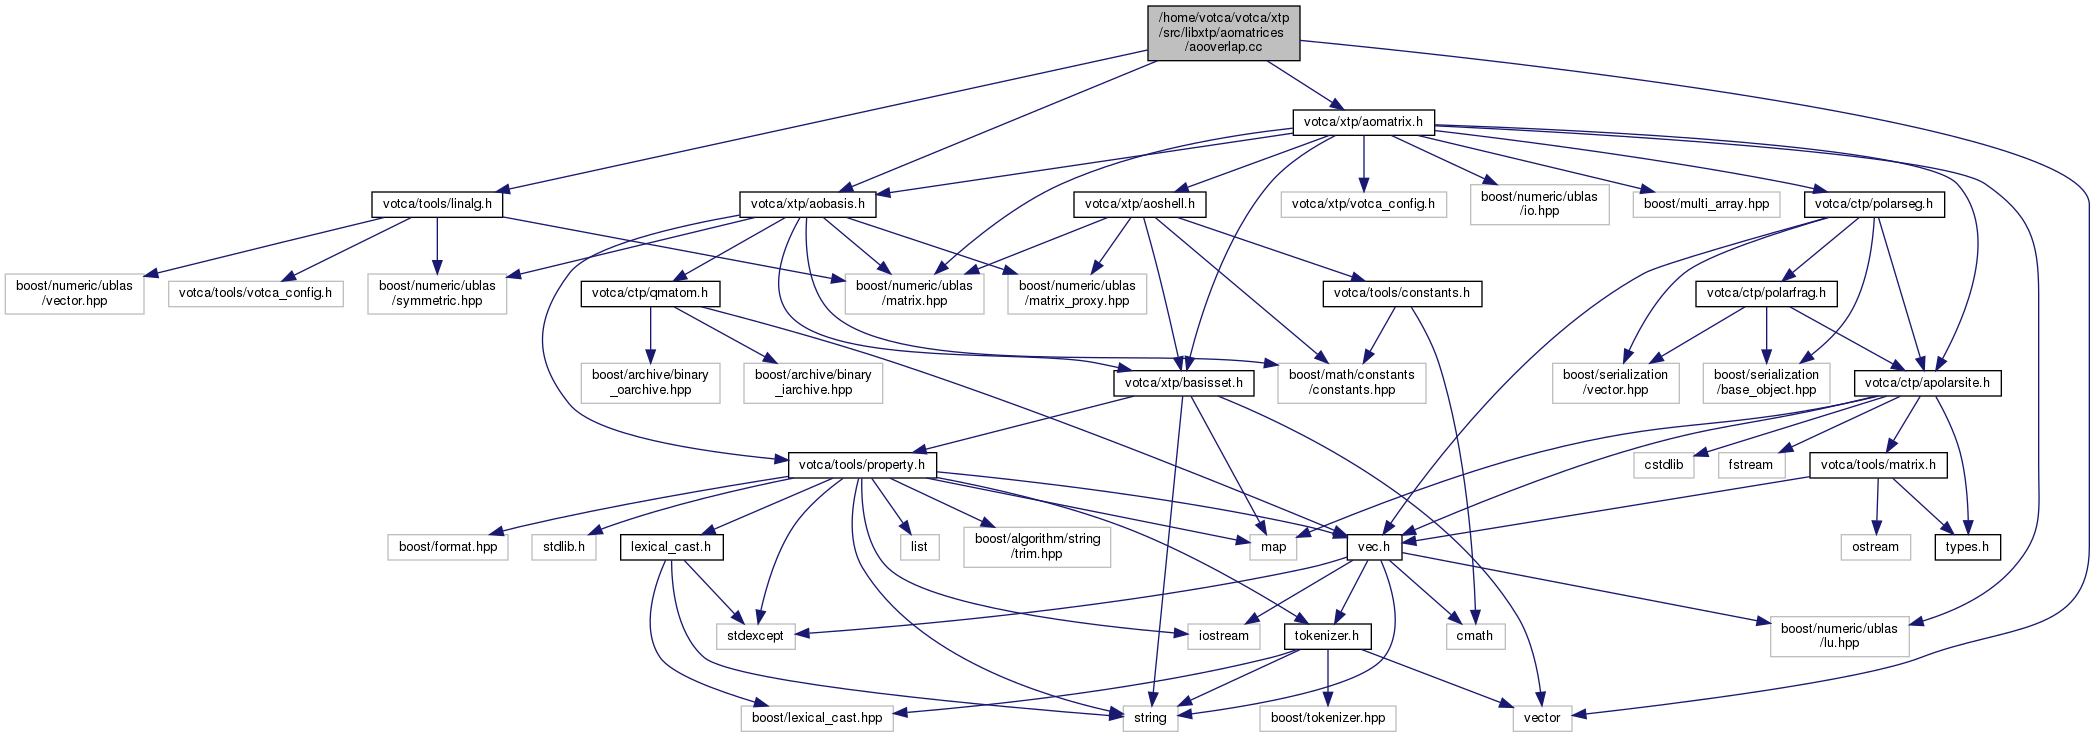 /home/votca/votca/xtp
/src/libxtp/aomatrices
/aooverlap.cc
votca/xtp/aomatrix.h
votca/tools/linalg.h
votca/xtp/aobasis.h
votca/xtp/aoshell.h
votca/xtp/votca_config.h
boost/numeric/ublas
/io.hpp
boost/multi_array.hpp
votca/ctp/polarseg.h
boost/numeric/ublas
/vector.hpp
votca/tools/votca_config.h
boost/numeric/ublas
/symmetric.hpp
votca/ctp/qmatom.h
boost/numeric/ublas
/matrix.hpp
boost/numeric/ublas
/matrix_proxy.hpp
votca/tools/constants.h
votca/ctp/polarfrag.h
boost/archive/binary
_oarchive.hpp
boost/archive/binary
_iarchive.hpp
votca/xtp/basisset.h
boost/math/constants
/constants.hpp
boost/serialization
/vector.hpp
boost/serialization
/base_object.hpp
votca/ctp/apolarsite.h
votca/tools/property.h
cstdlib
fstream
votca/tools/matrix.h
boost/format.hpp
stdlib.h
lexical_cast.h
list
boost/algorithm/string
/trim.hpp
map
vec.h
ostream
types.h
stdexcept
iostream
tokenizer.h
cmath
boost/numeric/ublas
/lu.hpp
boost/lexical_cast.hpp
string
boost/tokenizer.hpp
vector